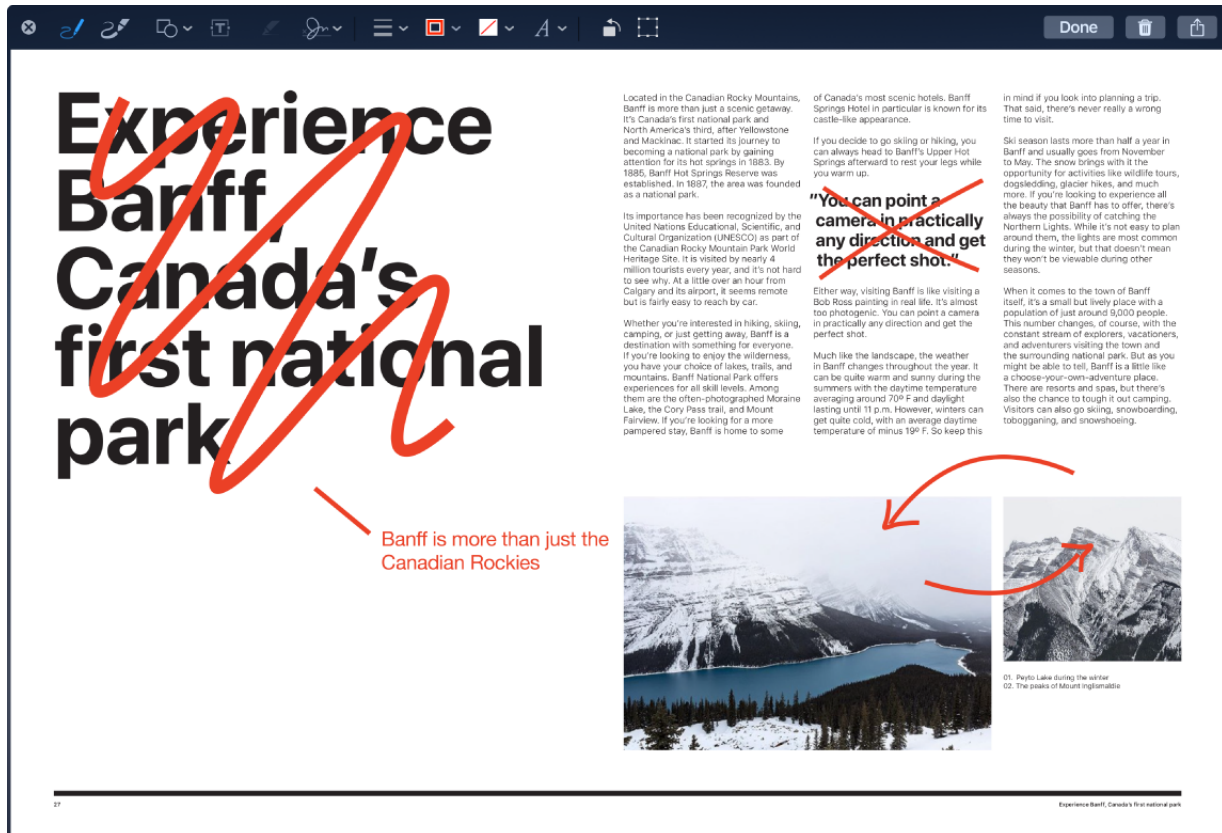 Done
Experience
Banff,
Canada's
first national
park
Banff is more than just the
Canadian Rockies
Located in the Canadian Rocky Mountains,
Banff is more than just a scenic getaway.
It's Canada's first national park and
North America's third, after Yellowstone
and Mackinac. It started its journey to
becoming a national park by gaining
attention for its hot springs in 1883. By
1885, Banff Hot Springs Reserve was
established. In 1887, the area was founded
as a national park.
Its importance has been recognized by the
United Nations Educational, Scientific, and
Cultural Organization (UNESCO) as part of
the Canadian Rocky Mountain Park World
Heritage Site. It is visited by nearly 4
million tourists every year, and it's not hard
to see why. At a little over an hour from
Calgary and its airport, it seems remote
but is fairly easy to reach by car.
Whether you're interested in hiking, skiing,
camping, or just getting away, Banff is a
destination with something for everyone.
If you're looking to enjoy the wilderness,
you have your choice of lakes, trails, and
mountains. Banff National Park offers
experiences for all skill levels. Among
them are the often-photographed Moraine
Lake, the Cory Pass trail, and Mount
Fairview. If you're looking for a more
pampered stay, Banff is home to some
of Canada's most scenic hotels. Banff
Springs Hotel in particular is known for its
castle-like appearance.
If you decide to go skiing or hiking, you
can always head to Banff's Upper Hot
Springs afterward to rest your legs while
you warm up.
"You can point a
camera in practically
any direction and get
the perfect shot."
Either way, visiting Banff is like visiting a
Bob Ross painting in real life. It's almost
too photogenic. You can point a camera
in practically any direction and get the
perfect shot.
Much like the landscape, the weather
in Banff changes throughout the year. It
can be quite warm and sunny during the
summers with the daytime temperature
averaging around 70º F and daylight
lasting until 11 p.m. However, winters can
get quite cold, with an average daytime
temperature of minus 19º F. So keep this
in mind if you look into planning a trip.
That said, there's never really a wrong
time to visit.
Ski season lasts more than half a year in
Banff and usually goes from November
to May. The snow brings with it the
opportunity for activities like wildlife tours,
dogsledding, glacier hikes, and much
more. If you're looking to experience all
the beauty that Banff has to offer, there's
always the possibility of catching the
Northern Lights. While it's not easy to plan
around them, the lights are most common
during the winter, but that doesn't mean
they won't be viewable during other
seasons.
When it comes to the town of Banff
itself, it's a small but lively place with a
population of just around 9,000 people.
This number changes, of course, with the
constant stream of explorers, vacationers,
and adventurers visiting the town and
the surrounding national park. But as you
might be able to tell, Banff is a little like
a choose-your-own-adventure place.
There are resorts and spas, but there's
also the chance to tough it out camping.
Visitors can also go skiing, snowboarding,
tobogganing, and snowshoeing.
01. Peyto Lake during the winter
02. The peaks of Mount Inglismaldie
27
Experience Banff, Canada's first national park